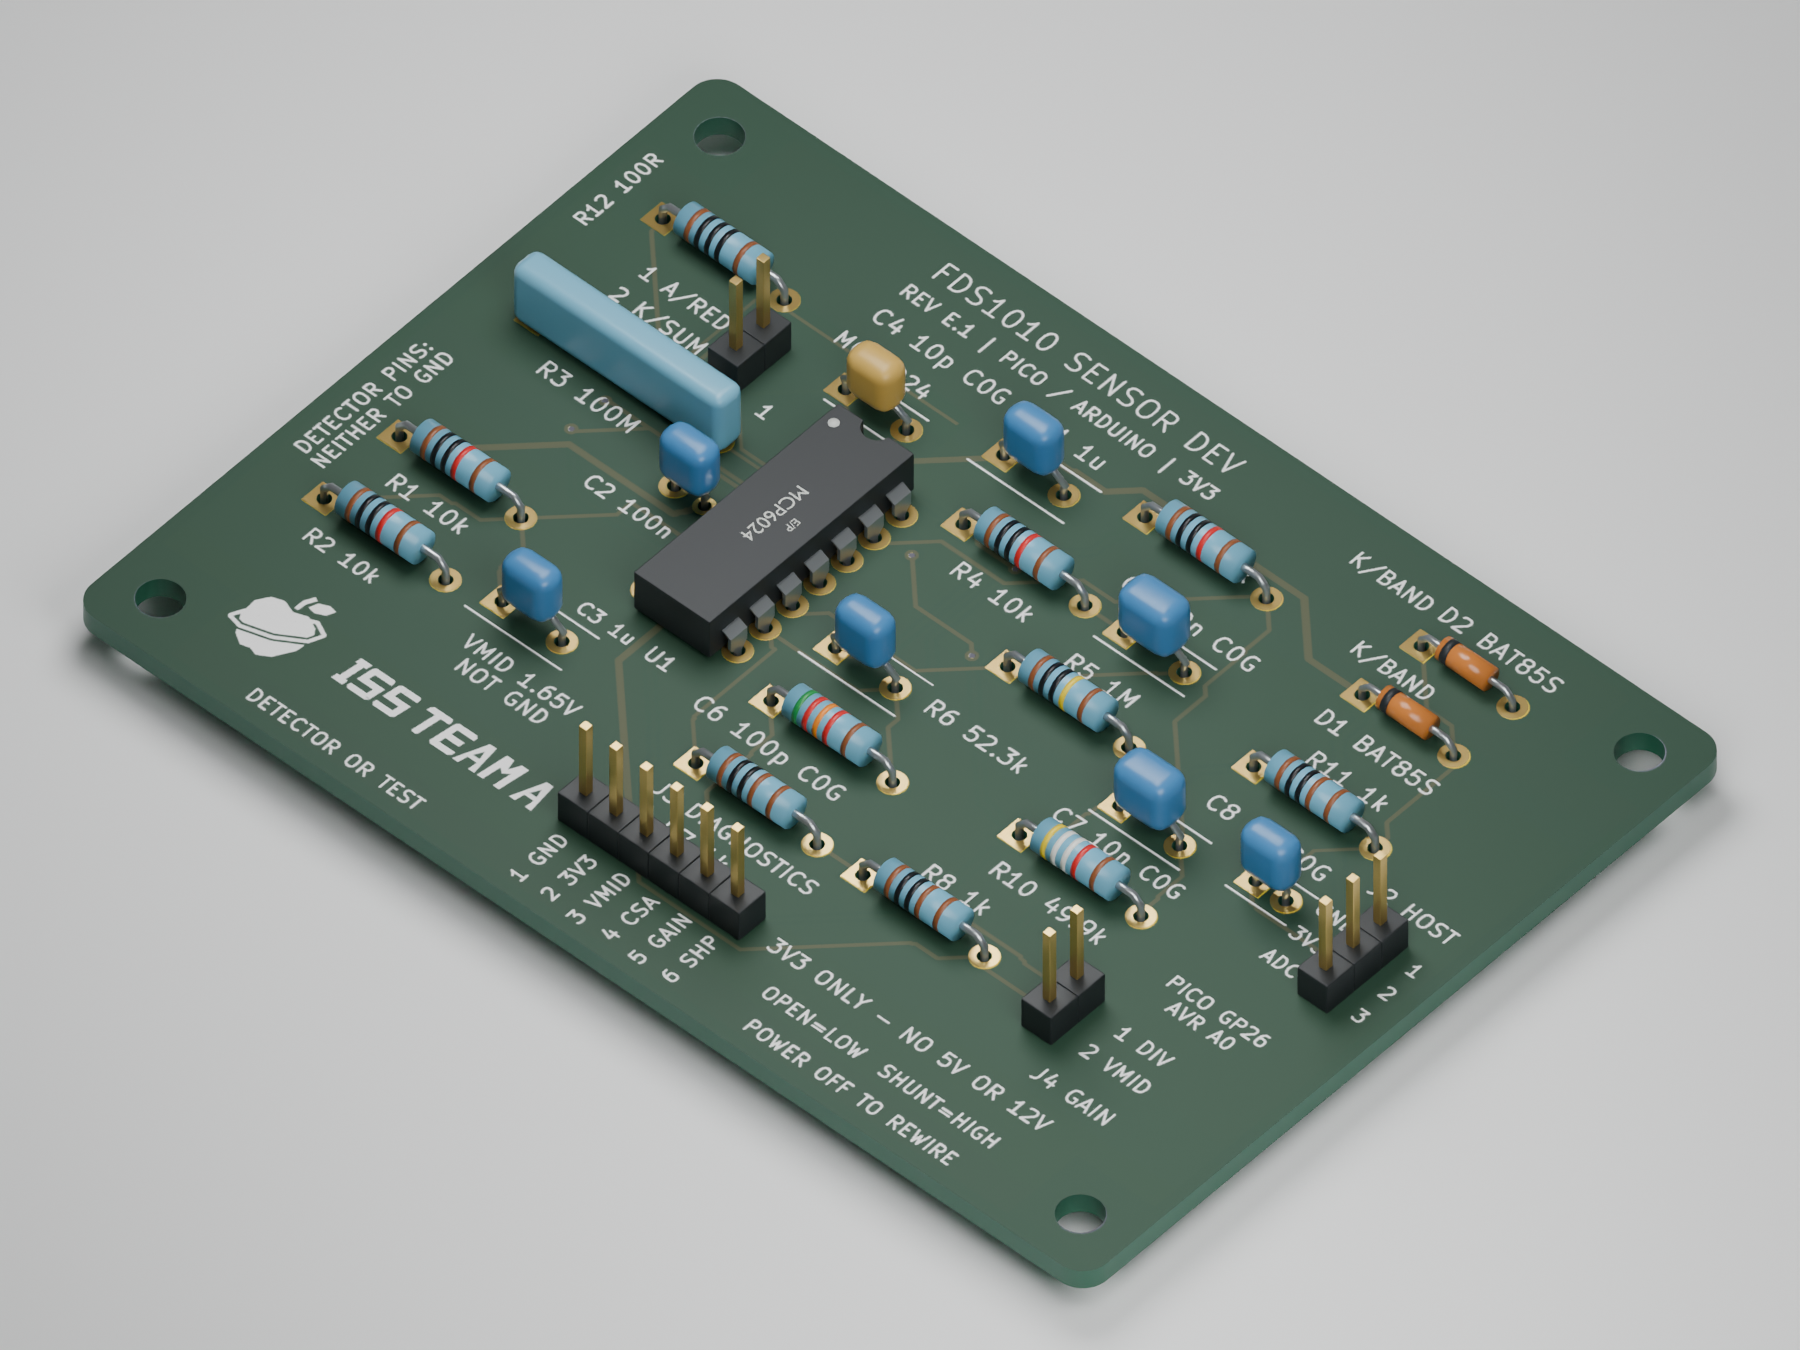 R12 100R
1 A/RED
2 K/SUM
FDS1010 SENSOR DEV
REV E.1 | PICO / ARDUINO | 3V3
C4 10p C0G
24
1u
DETECTOR PINS:
NEITHER TO GND
R3 100M
1
MCP6024
E/P
R1 10k
R2 10k
C2 100n
C3 1u
U1
VMID 1.65V
NOT GND
ISS TEAM A
DETECTOR OR TEST
R4 10k
C0G
K/BAND D2 BAT85S
K/BAND
D1 BAT85S
R5 1M
R6 52.3k
C6 100p C0G
R11 1k
C8
C7 10n C0G
R10 49.9k
R8 1k
HOST
ADC
1
2
3
PICO GP26
AVR A0
1 GND
2 3V3
3 VMID
4 CSA
5 GAIN
6 SHP
3V3 ONLY — NO 5V OR 12V
OPEN=LOW SHUNT=HIGH
POWER OFF TO REWIRE
1 DIV
2 VMID
J4 GAIN